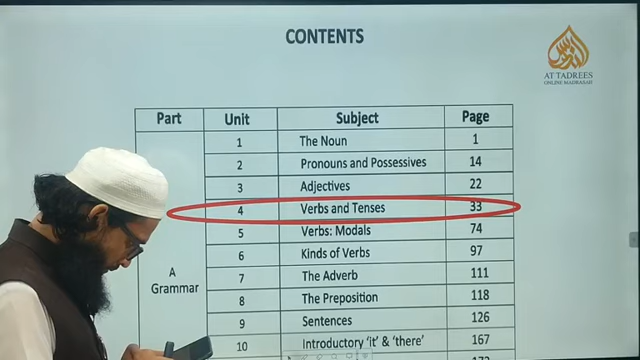 CONTENTS
AT TADREES
ONLINE MADRASAH
Part Unit Subject Page
1 The Noun 1
2 Pronouns and Possessives 14
3 Adjectives 22
4 Verbs and Tenses 33
5 Verbs: Modals 74
A
Grammar
6 Kinds of Verbs 97
7 The Adverb 111
8 The Preposition 118
9 Sentences 126
10 Introductory ‘it’ & ‘there’ 167